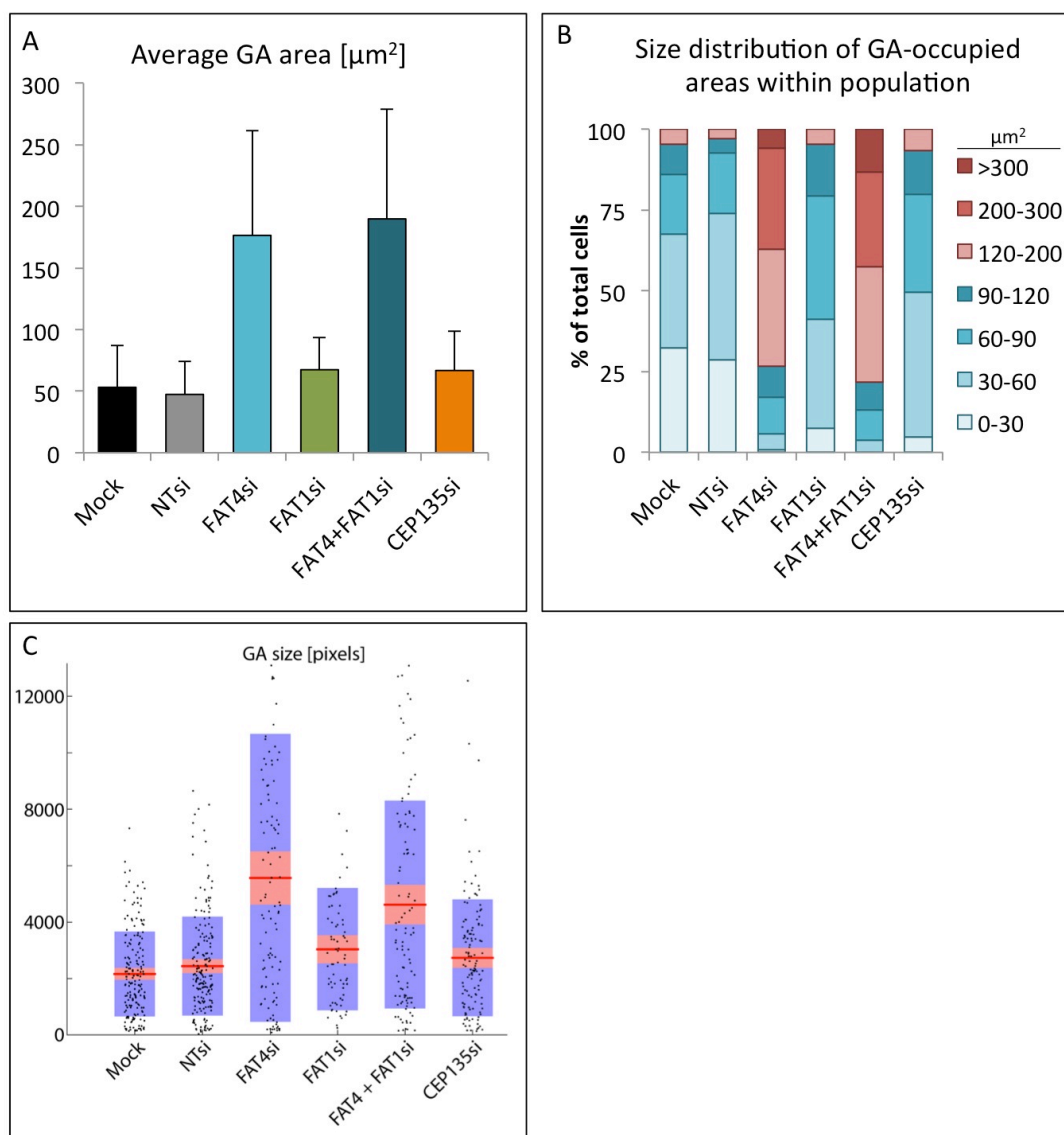 A
Average GA area [µm²]
300
250
200
150
100
50
0
Mock
NTsi
FAT4si
FAT1si
FAT4+FAT1si
CEP135si
B
Size distribution of GA-occupied
areas within population
% of total cells
100
75
50
25
0
Mock
NTsi
FAT4si
FAT1si
FAT4+FAT1si
CEP135si
µm²
>300
200-300
120-200
90-120
60-90
30-60
0-30
C
GA size [pixels]
12000
8000
4000
0
Mock
NTsi
FAT4si
FAT1si
FAT4 + FAT1si
CEP135si